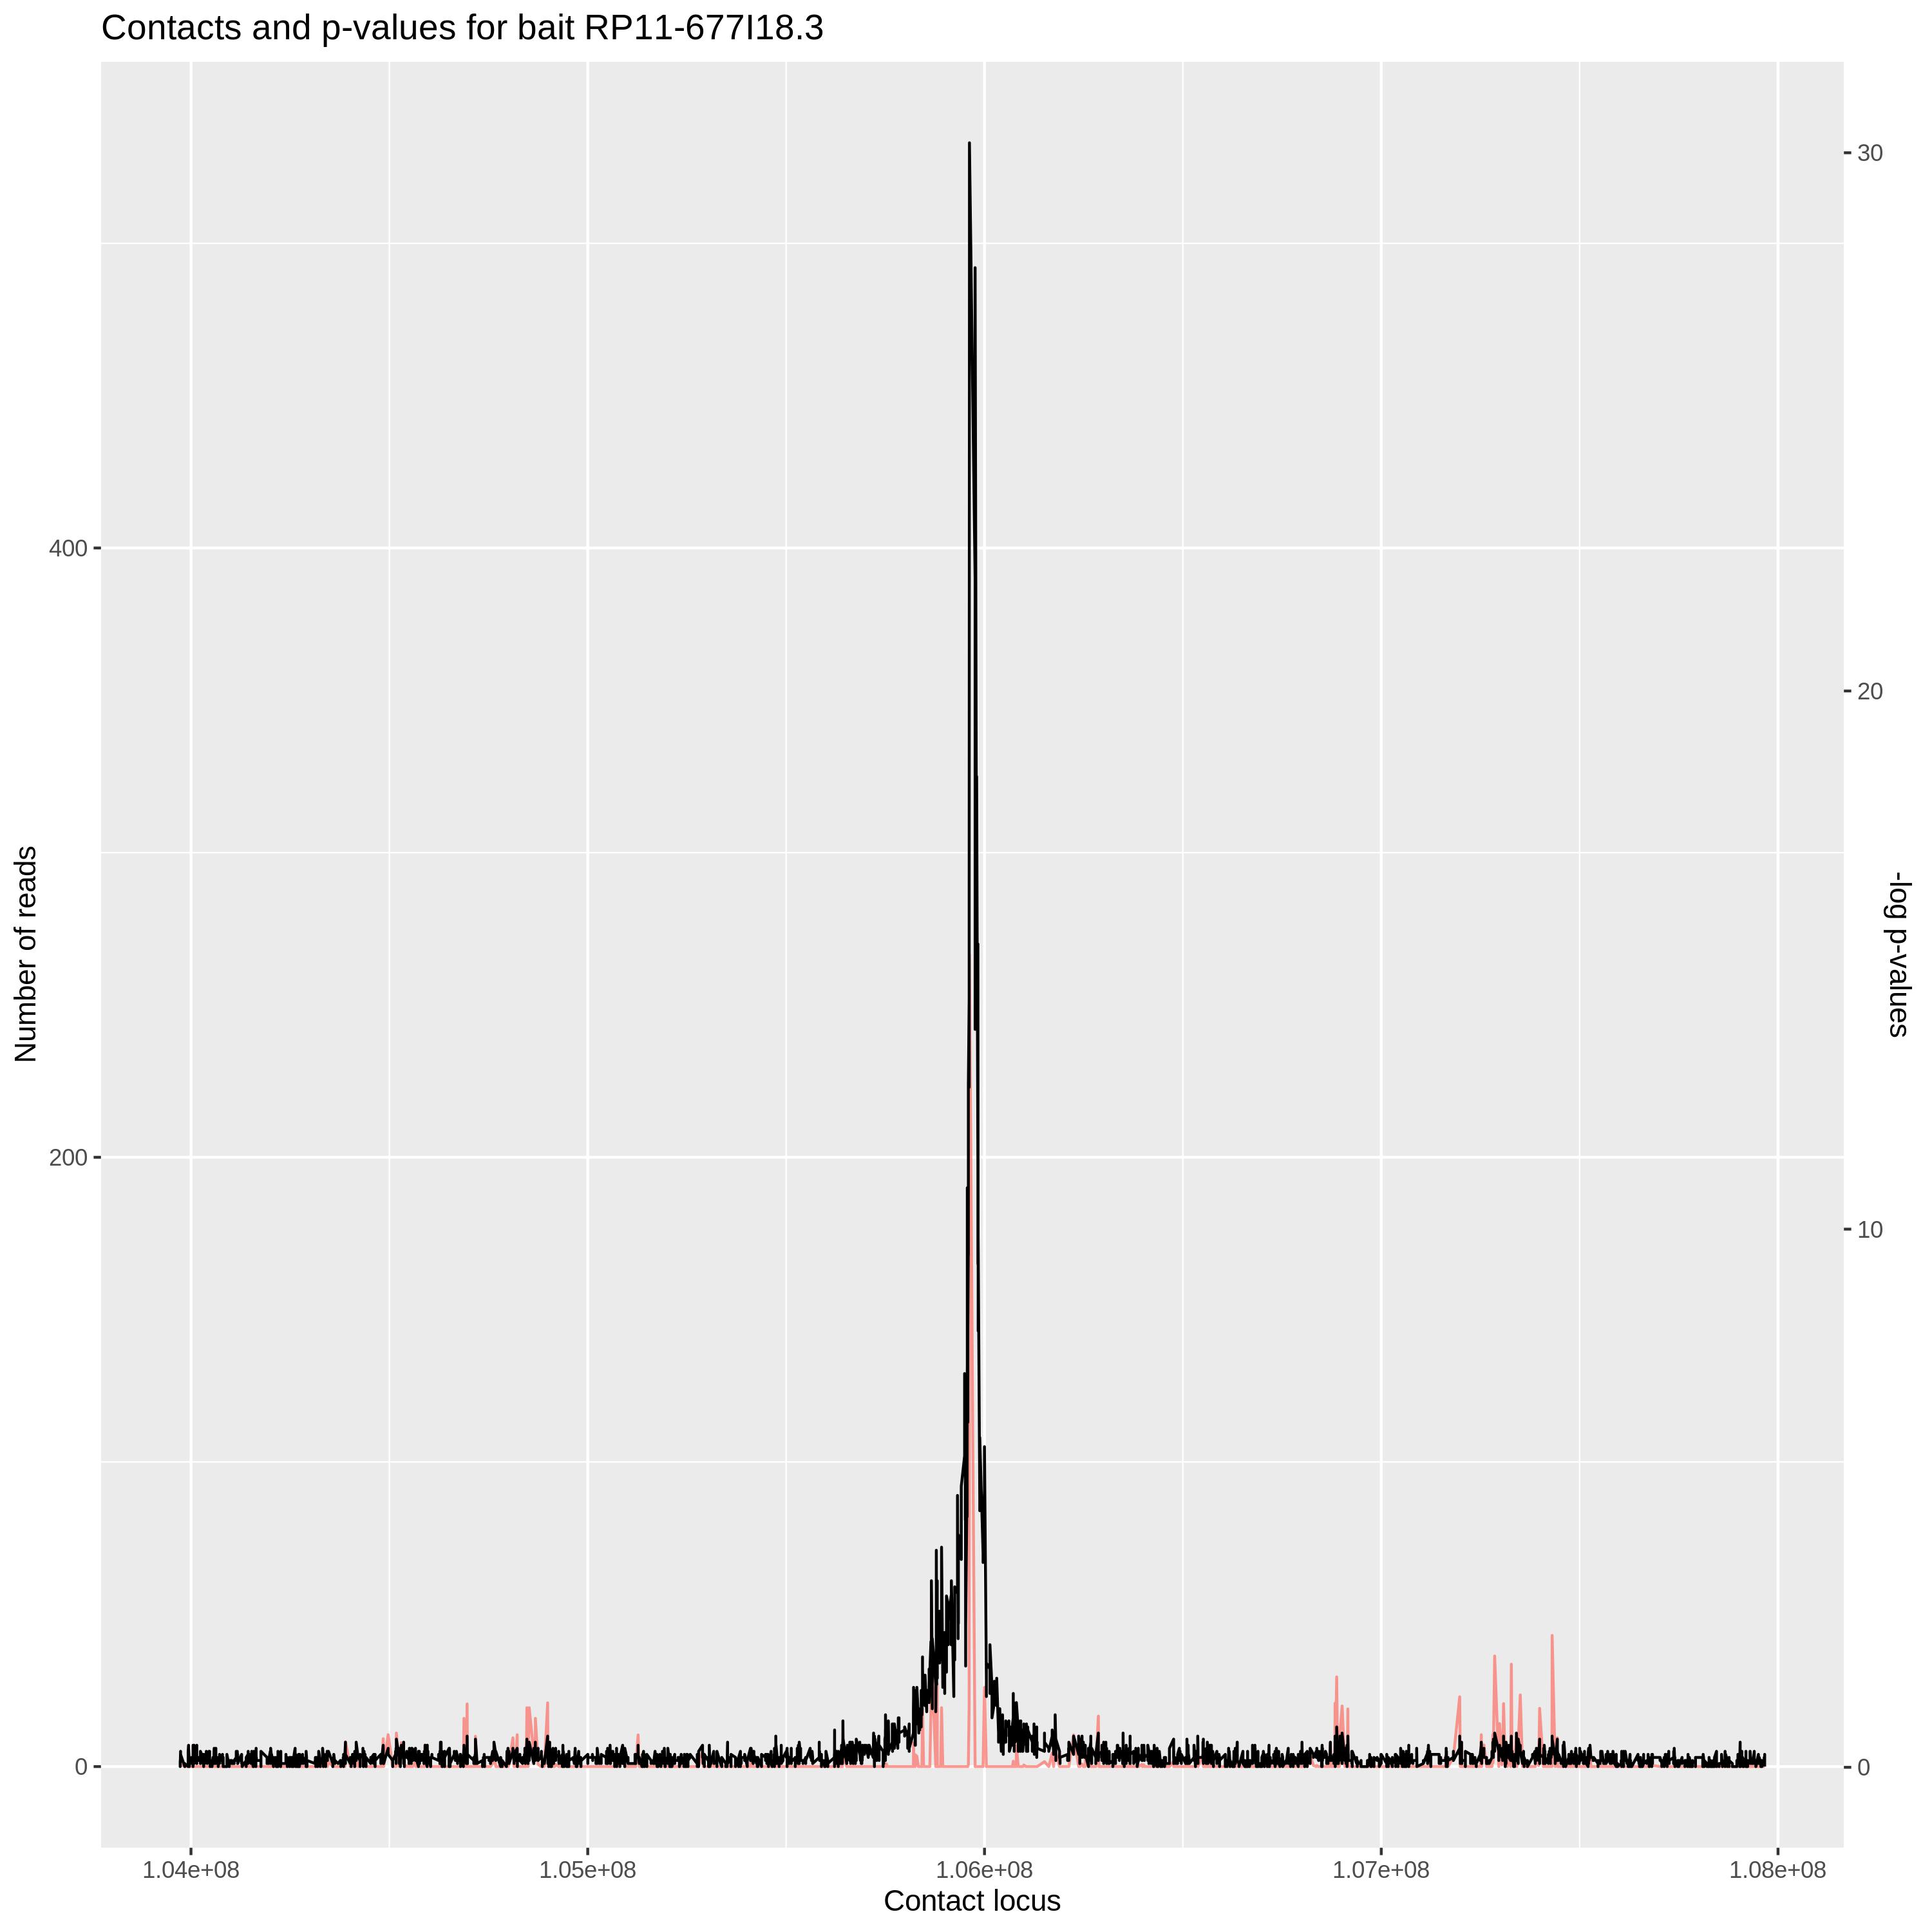 Contacts and p-values for bait RP11-677I18.3
30
400
20
Number of reads
-log p-values
200
10
0
0
1.04e+08
1.05e+08
1.06e+08
1.07e+08
1.08e+08
Contact locus